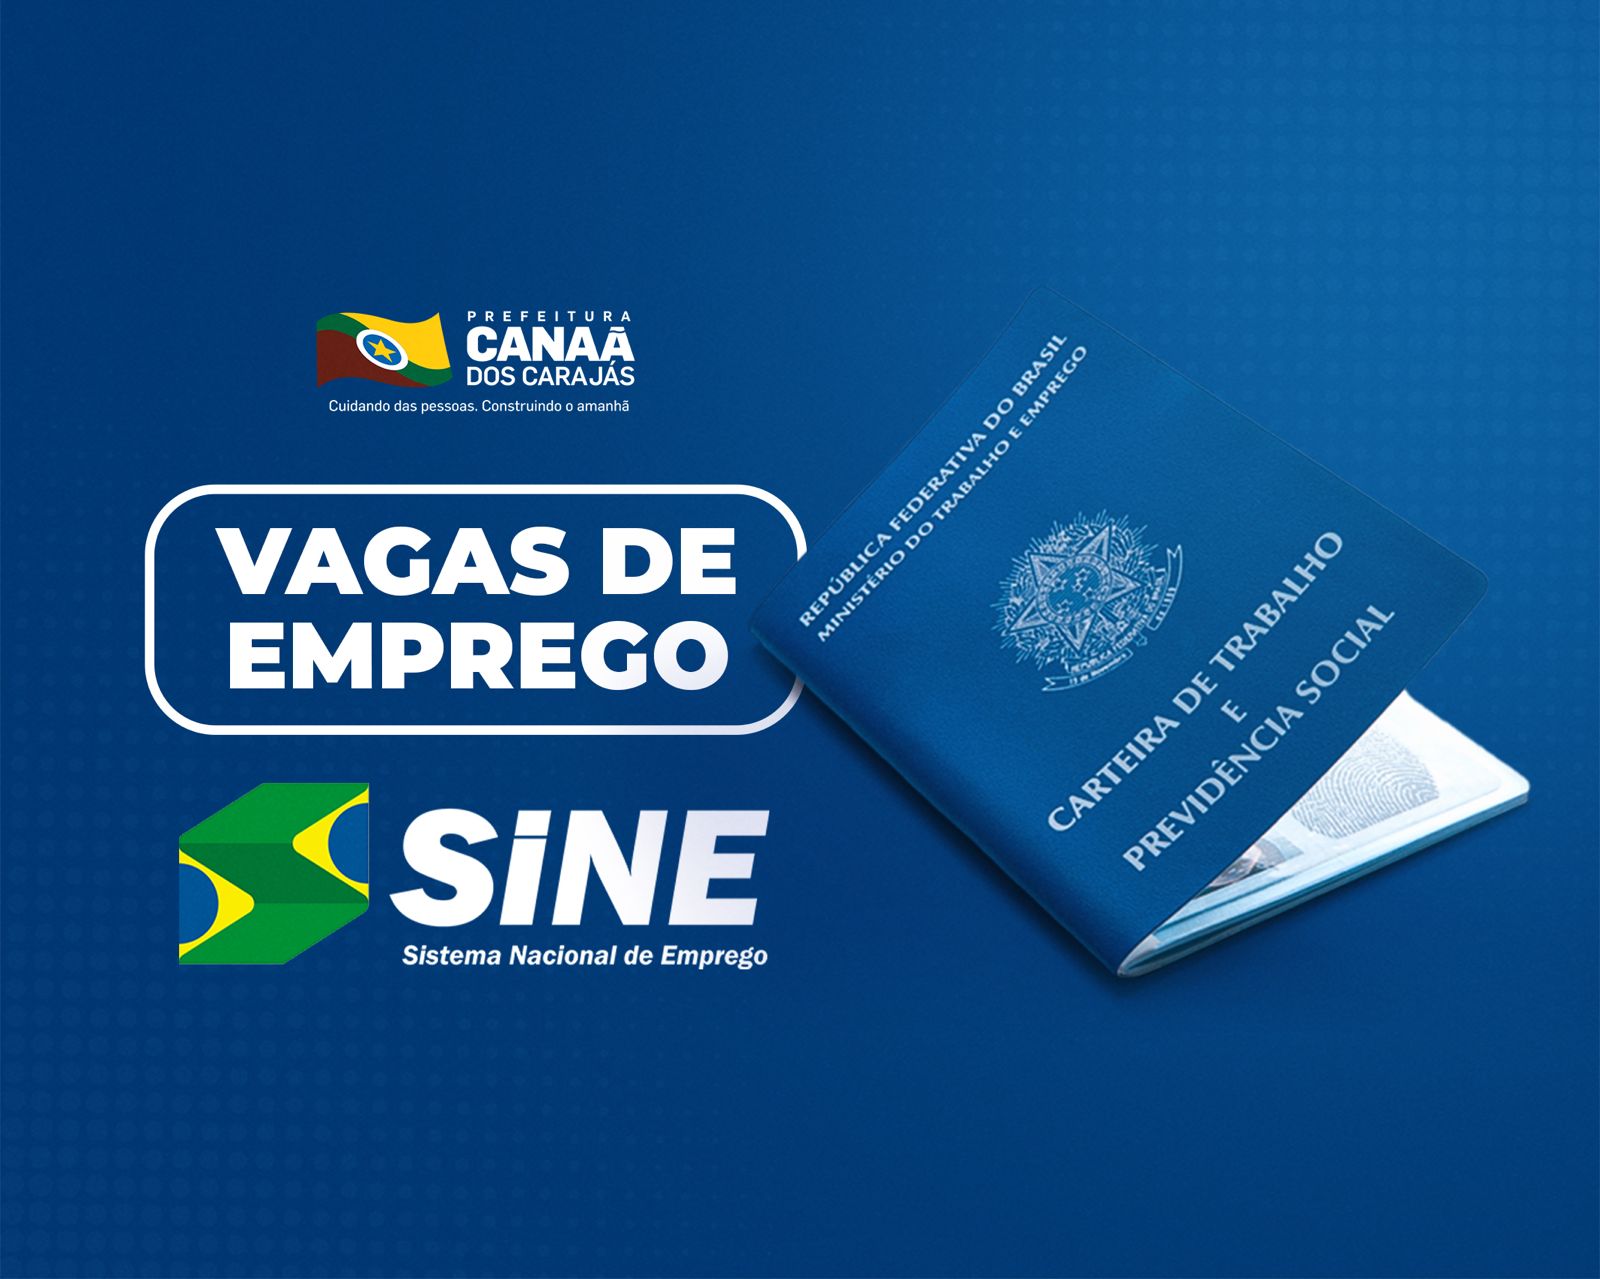 PREFEITURA
CANAÃ
DOS CARAJÁS
Cuidando das pessoas. Construindo o amanhã
VAGAS DE
EMPREGO
SiNE
Sistema Nacional de Emprego
REPÚBLICA FEDERATIVA DO BRASIL
MINISTÉRIO DO TRABALHO E EMPREGO
CARTEIRA DE TRABALHO
E
PREVIDÊNCIA SOCIAL